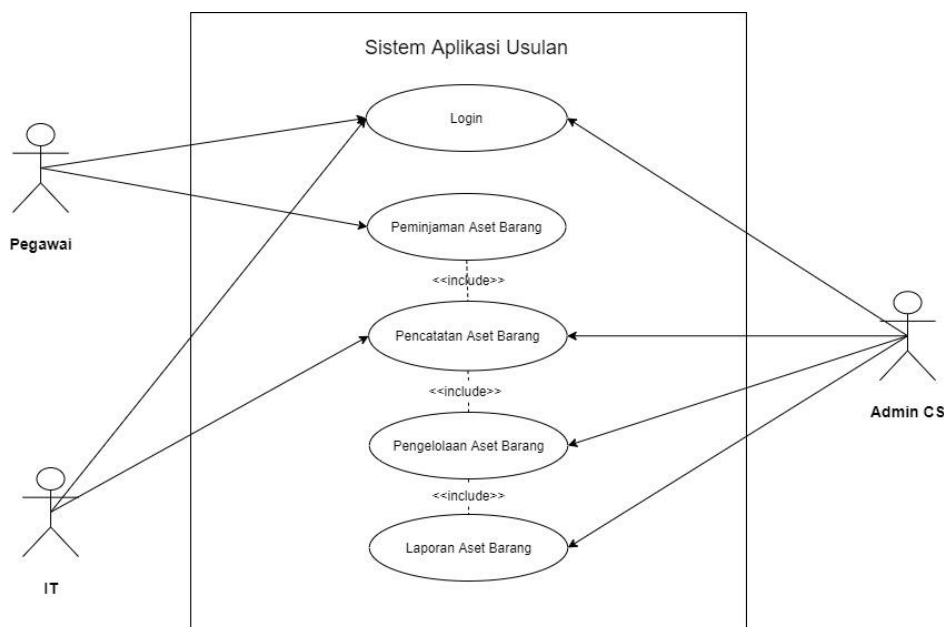 Sistem Aplikasi Usulan
Login
Pegawai
Peminjaman Aset Barang
<<include>>
Pencatatan Aset Barang
<<include>>
Admin CS
Pengelolaan Aset Barang
<<include>>
Laporan Aset Barang
IT